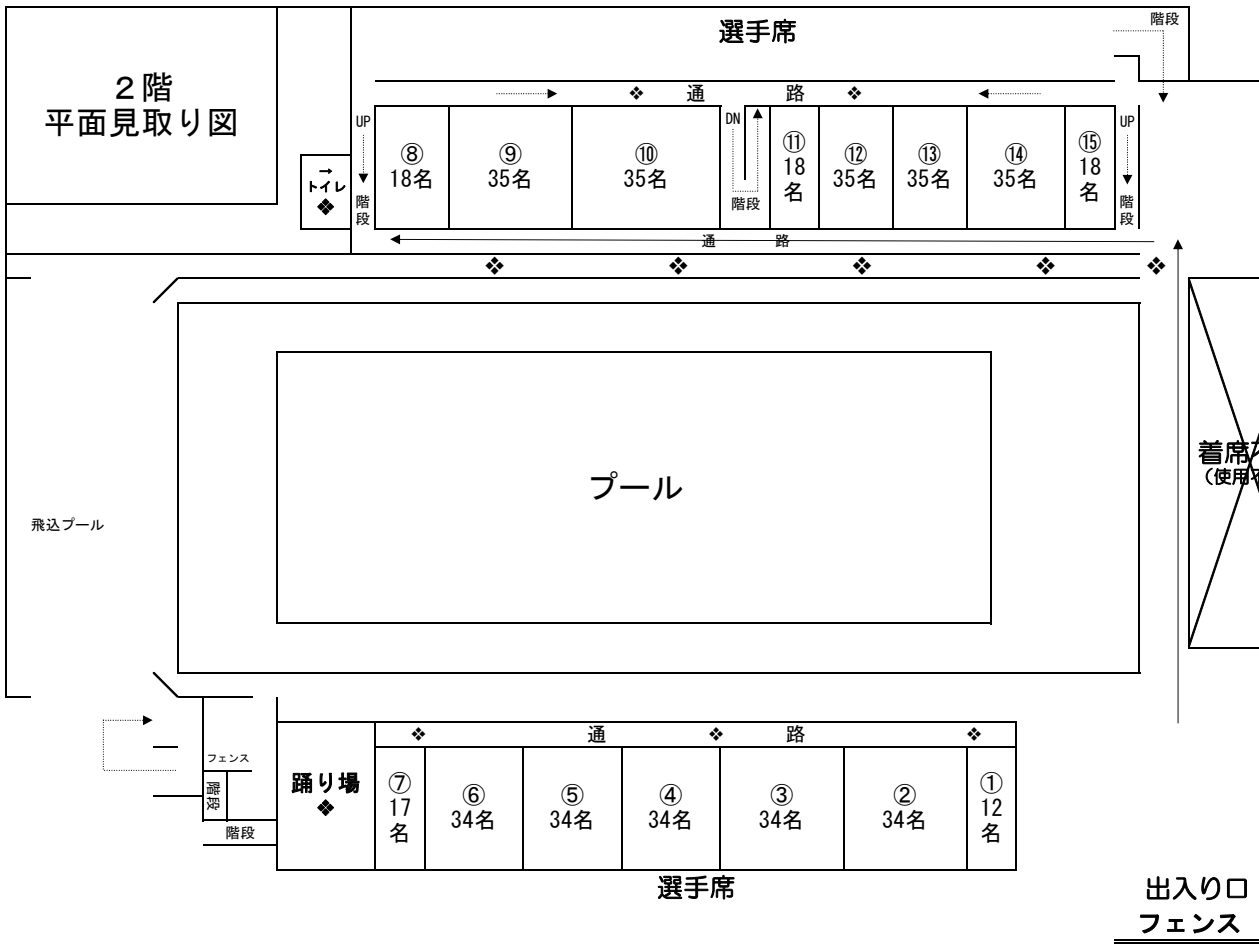 選手席
階段
2階
平面見取り図
❖ 通 路 ❖
UP
DN
UP
⑧
18名
⑨
35名
⑩
35名
⑪
18
名
⑫
35名
⑬
35名
⑭
35名
⑮
18
名
→
トイレ
❖
階
段
階段
階
段
通 路
❖ ❖ ❖ ❖ ❖
プール
着席
(使用
飛込プール
❖ 通 ❖ 路 ❖
フェンス
階段
階段
踊り場
❖
⑦
17
名
⑥
34名
⑤
34名
④
34名
③
34名
②
34名
①
12
名
選手席
出入り口
フェンス